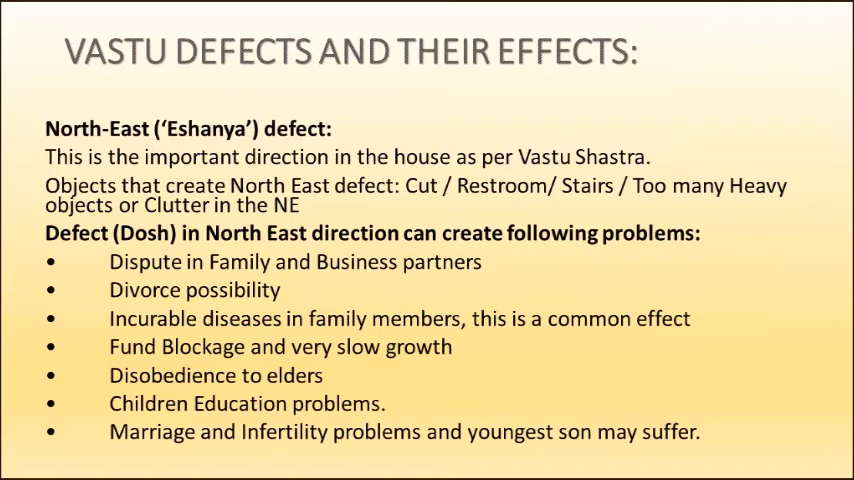 VASTU DEFECTS AND THEIR EFFECTS:
North-East (‘Eshanya’) defect:
This is the important direction in the house as per Vastu Shastra.
Objects that create North East defect: Cut / Restroom/ Stairs / Too many Heavy
objects or Clutter in the NE
Defect (Dosh) in North East direction can create following problems:
• Dispute in Family and Business partners
• Divorce possibility
• Incurable diseases in family members, this is a common effect
• Fund Blockage and very slow growth
• Disobedience to elders
• Children Education problems.
• Marriage and Infertility problems and youngest son may suffer.